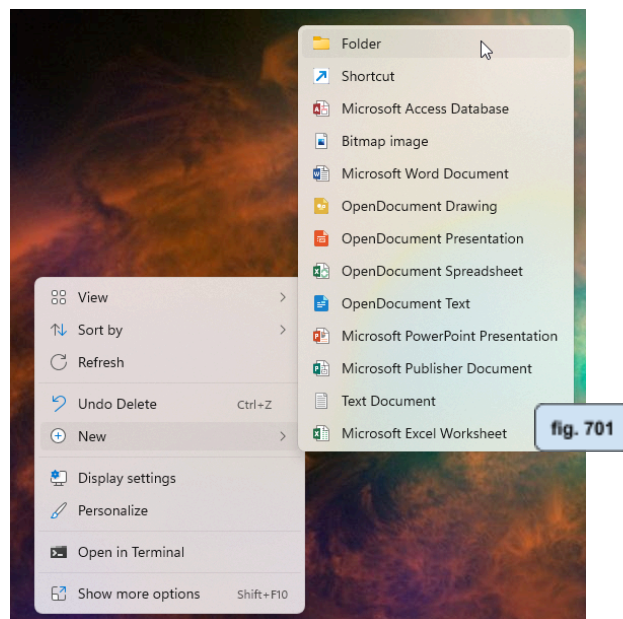 Folder
Shortcut
Microsoft Access Database
Bitmap image
Microsoft Word Document
OpenDocument Drawing
OpenDocument Presentation
OpenDocument Spreadsheet
OpenDocument Text
Microsoft PowerPoint Presentation
Microsoft Publisher Document
Text Document
Microsoft Excel Worksheet
fig. 701
View
Sort by
Refresh
Undo Delete Ctrl+Z
New
Display settings
Personalize
Open in Terminal
Show more options Shift+F10